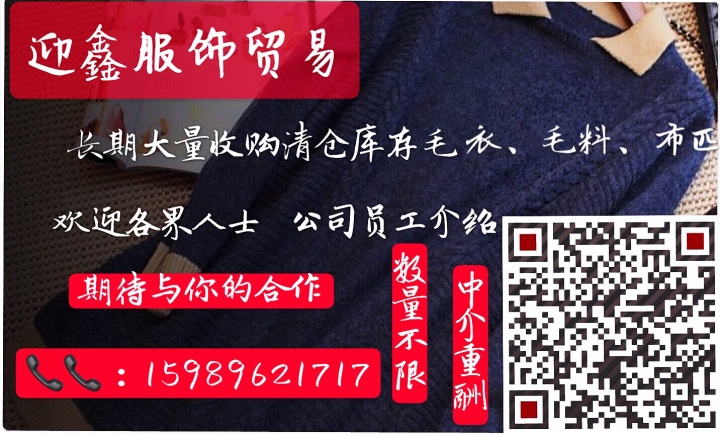 迎鑫服饰贸易
长期大量收购清仓库存毛衣、毛料、布匹
欢迎各界人士 公司员工介绍
期待与你的合作
数量不限
中介重酬
📞📞：15989621717